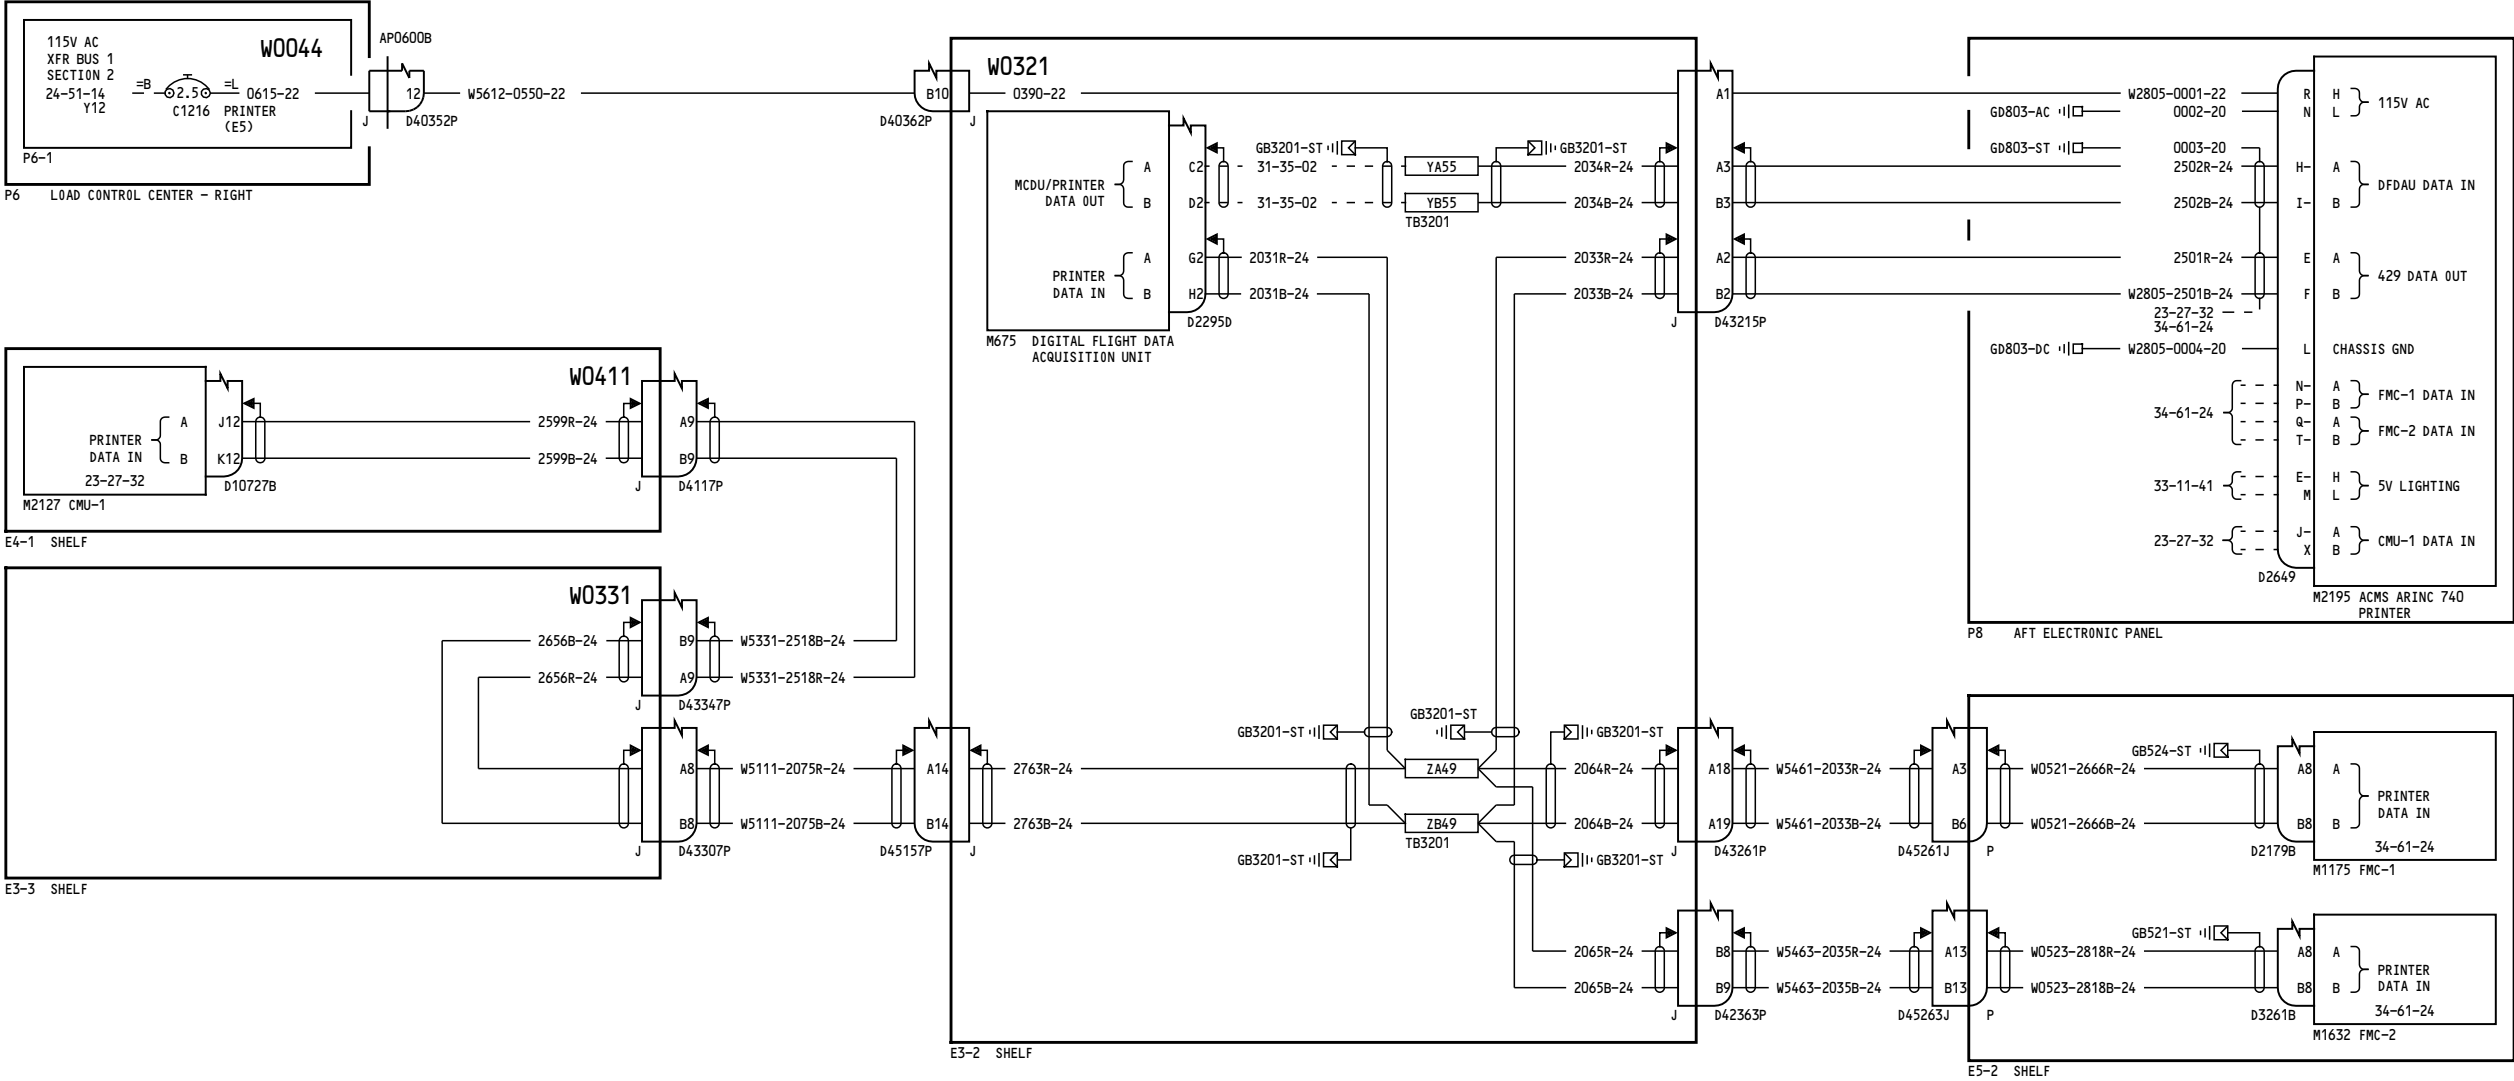 115V AC
XFR BUS 1
SECTION 2
24-51-14
Y12
W0044
=B
2.5
=L
0615-22
C1216
PRINTER
(E5)
P6-1
P6 LOAD CONTROL CENTER - RIGHT
AP0600B
12
J
D40352P
W5612-0550-22
B10
D40362P
J
W0321
0390-22
MCDU/PRINTER
DATA OUT
A
B
C2
D2
PRINTER
DATA IN
A
B
G2
H2
D2295D
M675 DIGITAL FLIGHT DATA
ACQUISITION UNIT
31-35-02
31-35-02
GB3201-ST
YA55
YB55
TB3201
GB3201-ST
2031R-24
2031B-24
2034R-24
2034B-24
2033R-24
2033B-24
A1
A3
B3
A2
B2
J
D43215P
W2805-0001-22
GD803-AC
0002-20
GD803-ST
0003-20
2502R-24
2502B-24
2501R-24
W2805-2501B-24
23-27-32
34-61-24
GD803-DC
W2805-0004-20
34-61-24
33-11-41
23-27-32
R H
N L
115V AC
H- A
I- B
DFDAU DATA IN
E A
F B
429 DATA OUT
L CHASSIS GND
N- A
P- B
FMC-1 DATA IN
Q- A
T- B
FMC-2 DATA IN
E- H
M L
5V LIGHTING
J- A
X B
CMU-1 DATA IN
D2649
M2195 ACMS ARINC 740
PRINTER
P8 AFT ELECTRONIC PANEL
W0411
PRINTER
DATA IN
A
B
23-27-32
J12
K12
D10727B
M2127 CMU-1
2599R-24
2599B-24
A9
B9
J
D4117P
E4-1 SHELF
W0331
2656B-24
2656R-24
B9
A9
J
D43347P
W5331-2518B-24
W5331-2518R-24
A8
B8
J
D43307P
W5111-2075R-24
W5111-2075B-24
E3-3 SHELF
A14
B14
D45157P
J
2763R-24
2763B-24
GB3201-ST
GB3201-ST
GB3201-ST
GB3201-ST
GB3201-ST
ZA49
ZB49
TB3201
2064R-24
2064B-24
A18
A19
J
D43261P
2065R-24
2065B-24
B8
B9
J
D42363P
E3-2 SHELF
W5461-2033R-24
W5461-2033B-24
A3
B6
D45261J
P
W0521-2666R-24
W0521-2666B-24
GB524-ST
A8 A
B8 B
PRINTER
DATA IN
34-61-24
D2179B
M1175 FMC-1
W5463-2035R-24
W5463-2035B-24
A13
B13
D45263J
P
W0523-2818R-24
W0523-2818B-24
GB521-ST
A8 A
B8 B
PRINTER
DATA IN
34-61-24
D3261B
M1632 FMC-2
E5-2 SHELF